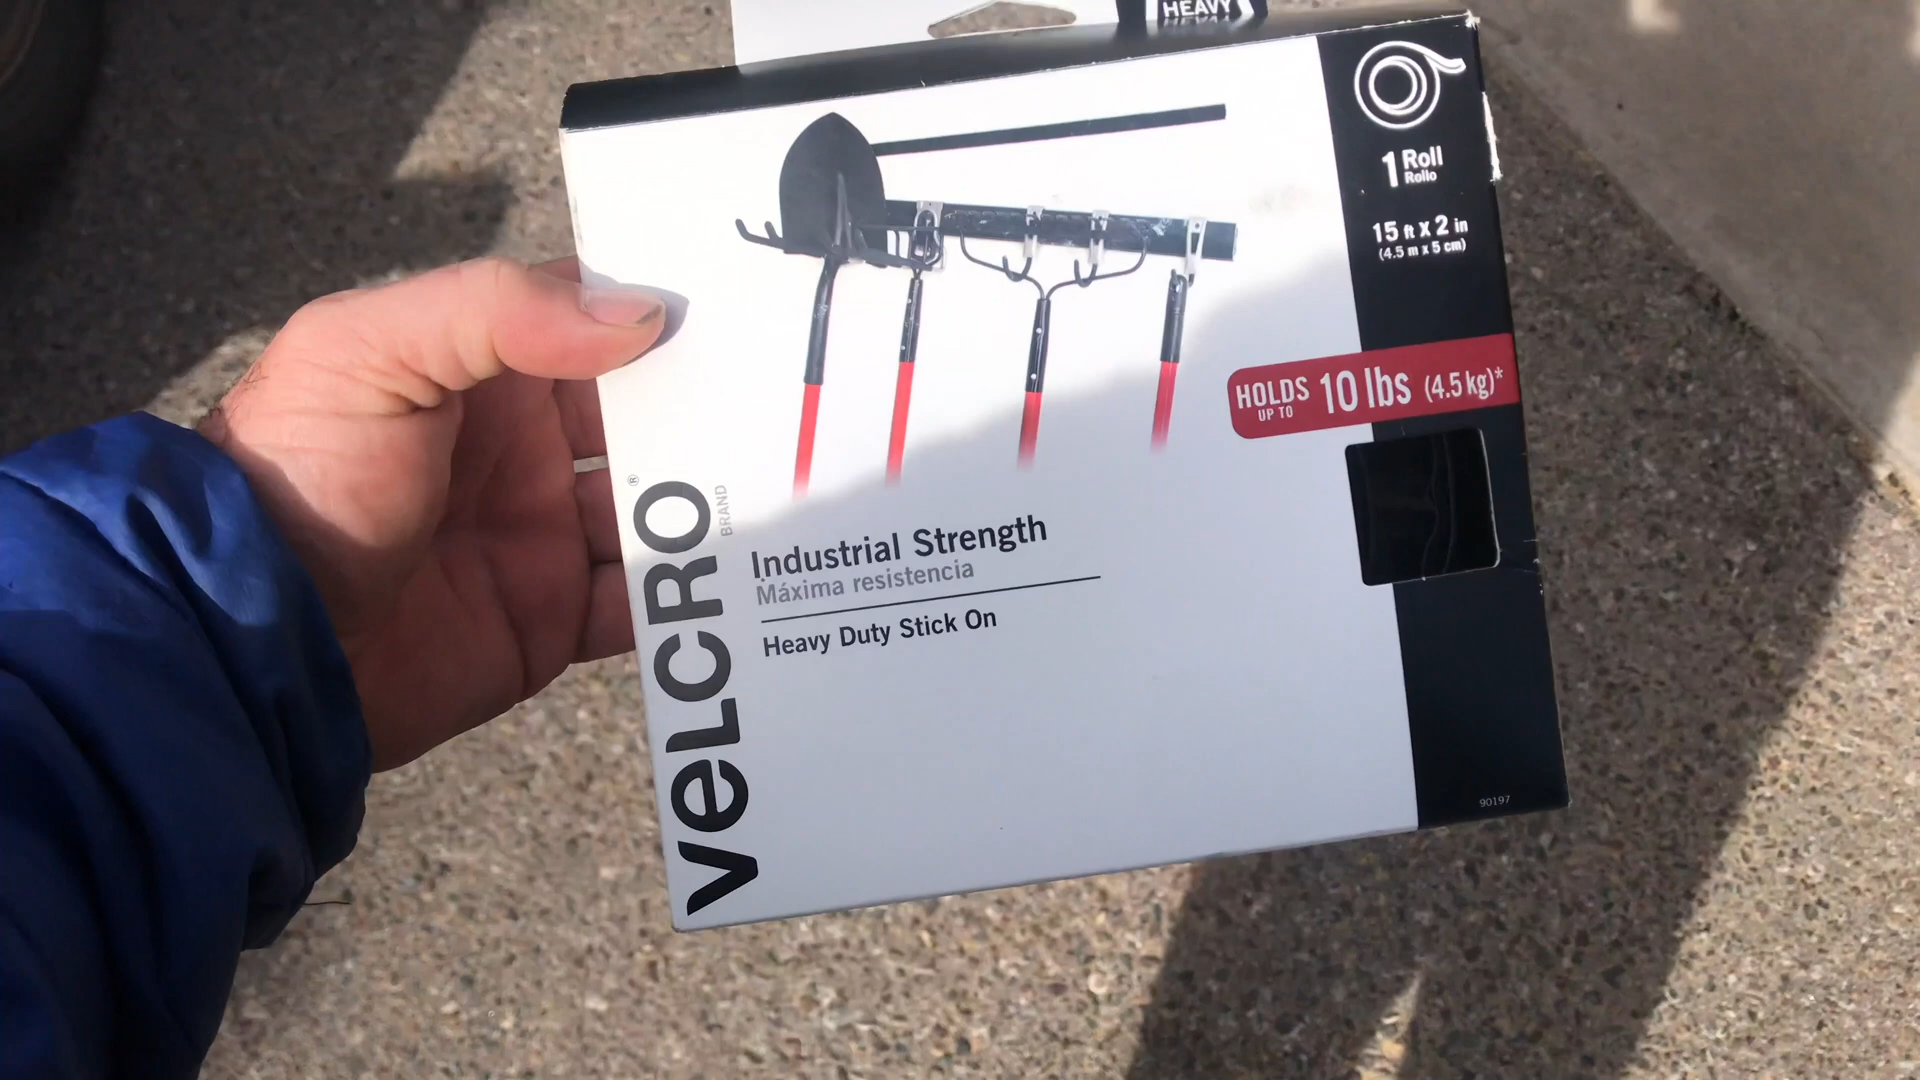 HEAVY
1 Roll
Rollo
15 ft x 2 in
(4.5 m x 5 cm)
HOLDS UP TO 10 lbs (4.5 kg)*
VELCRO® BRAND
Industrial Strength
Máxima resistencia
Heavy Duty Stick On
90197